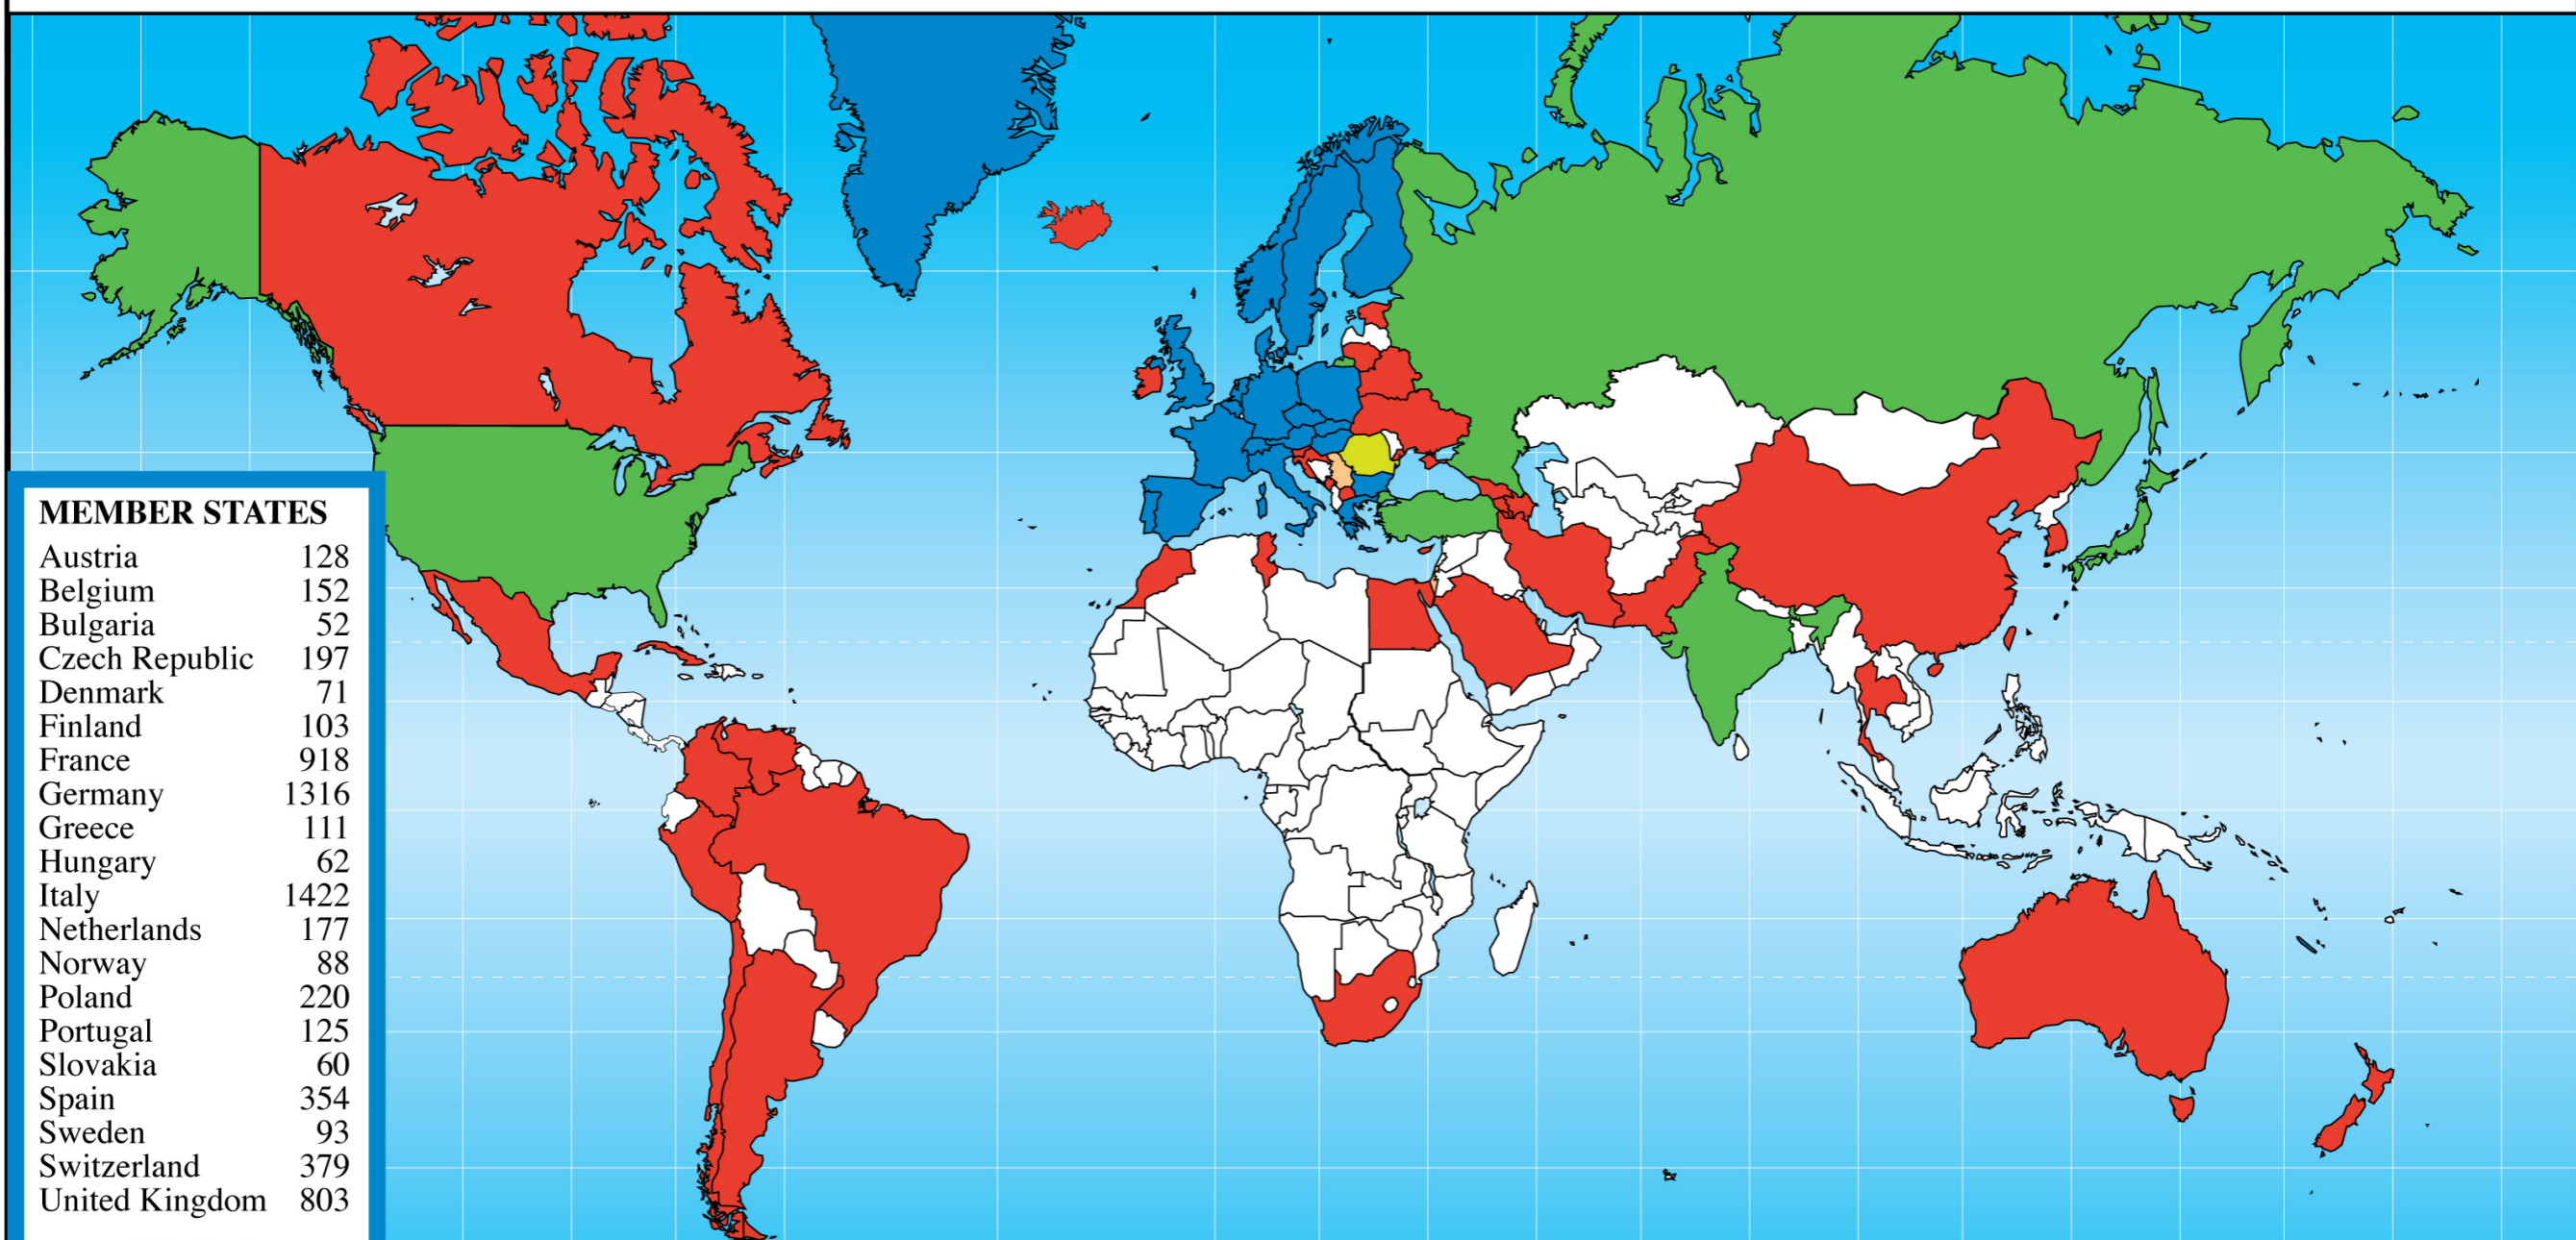 MEMBER STATES
Austria 128
Belgium 152
Bulgaria 52
Czech Republic 197
Denmark 71
Finland 103
France 918
Germany 1316
Greece 111
Hungary 62
Italy 1422
Netherlands 177
Norway 88
Poland 220
Portugal 125
Slovakia 60
Spain 354
Sweden 93
Switzerland 379
United Kingdom 803